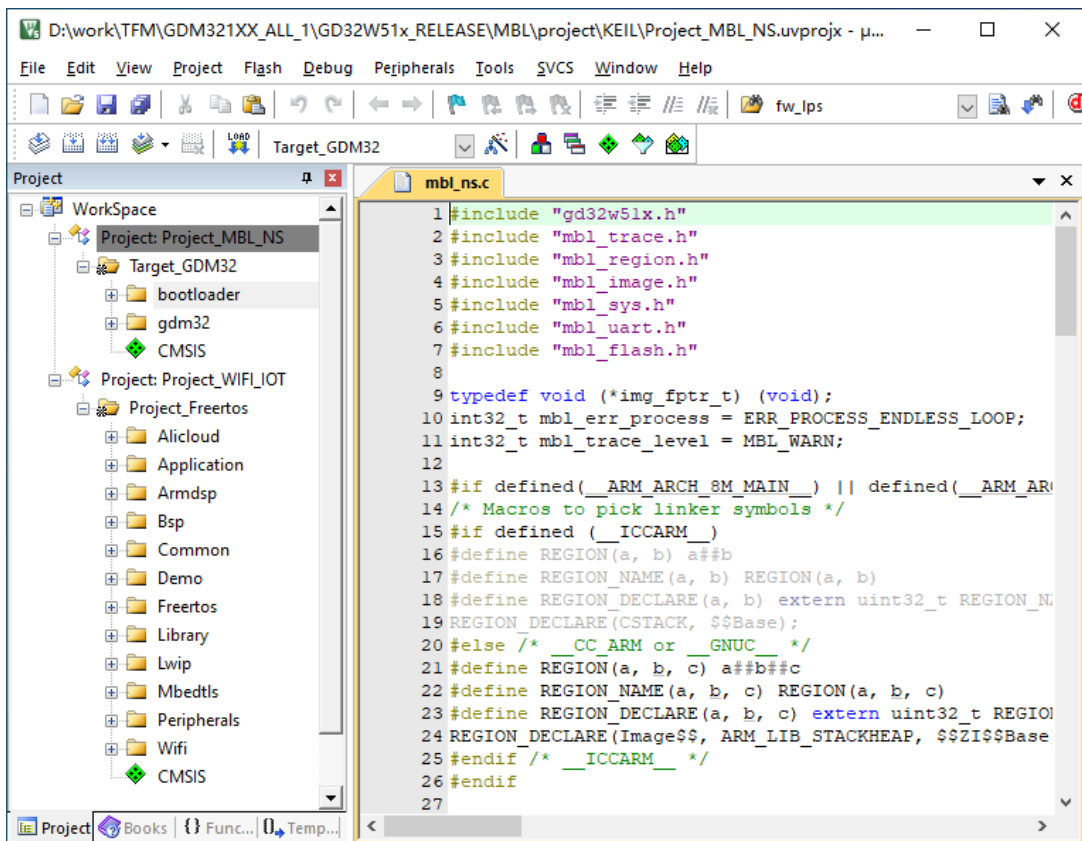 D:\work\TFM\GDM321XX_ALL_1\GD32W51x_RELEASE\MBL\project\KEIL\Project_MBL_NS.uvprojx - µ...
File Edit View Project Flash Debug Peripherals Tools SVCS Window Help
fw_lps
LOAD Target_GDM32
Project
WorkSpace
Project: Project_MBL_NS
Target_GDM32
bootloader
gdm32
CMSIS
Project: Project_WIFI_IOT
Project_Freertos
Alicloud
Application
Armdsp
Bsp
Common
Demo
Freertos
Library
Lwip
Mbedtls
Peripherals
Wifi
CMSIS
Project Books {} Func... Temp...
mbl_ns.c
1 #include "gd32w51x.h"
2 #include "mbl_trace.h"
3 #include "mbl_region.h"
4 #include "mbl_image.h"
5 #include "mbl_sys.h"
6 #include "mbl_uart.h"
7 #include "mbl_flash.h"
8
9 typedef void (*img_fptr_t) (void);
10 int32_t mbl_err_process = ERR_PROCESS_ENDLESS_LOOP;
11 int32_t mbl_trace_level = MBL_WARN;
12
13 #if defined(__ARM_ARCH_8M_MAIN__) || defined(__ARM_AR
14 /* Macros to pick linker symbols */
15 #if defined (__ICCARM__)
16 #define REGION(a, b) a##b
17 #define REGION_NAME(a, b) REGION(a, b)
18 #define REGION_DECLARE(a, b) extern uint32_t REGION_N
19 REGION_DECLARE(CSTACK, $$Base);
20 #else /* __CC_ARM or __GNUC__ */
21 #define REGION(a, b, c) a##b##c
22 #define REGION_NAME(a, b, c) REGION(a, b, c)
23 #define REGION_DECLARE(a, b, c) extern uint32_t REGIO
24 REGION_DECLARE(Image$$, ARM_LIB_STACKHEAP, $$ZI$$Base
25 #endif /* __ICCARM__ */
26 #endif
27